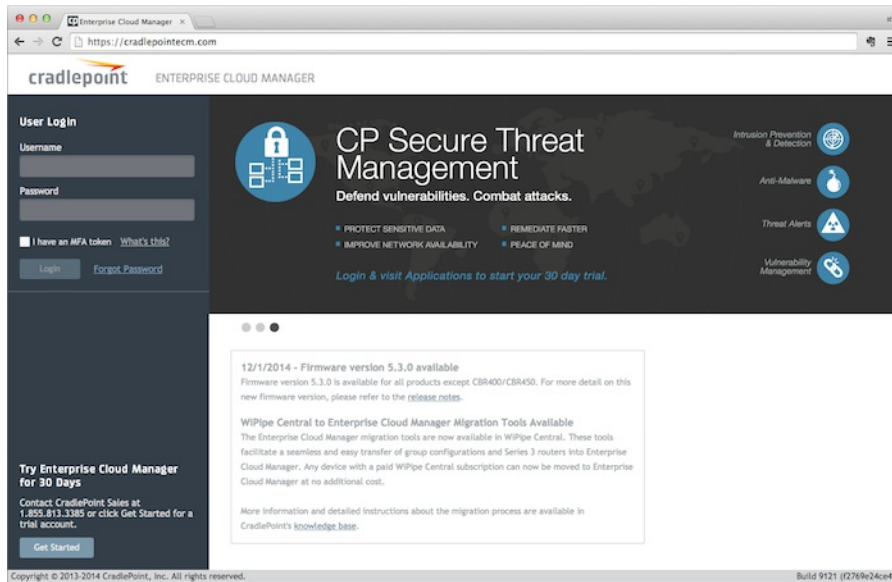 Enterprise Cloud Manager
https://cradlepointecm.com
cradlepoint ENTERPRISE CLOUD MANAGER
User Login
Username
Password
I have an MFA token What's this?
Login Forgot Password
CP Secure Threat
Management
Defend vulnerabilities. Combat attacks.
PROTECT SENSITIVE DATA REMEDIATE FASTER
IMPROVE NETWORK AVAILABILITY PEACE OF MIND
Login & visit Applications to start your 30 day trial.
Intrusion Prevention
& Detection
Anti-Malware
Threat Alerts
Vulnerability
Management
12/1/2014 - Firmware version 5.3.0 available
Firmware version 5.3.0 is available for all products except CBR400/CBR450. For more detail on this
new firmware version, please refer to the release notes.
WiPipe Central to Enterprise Cloud Manager Migration Tools Available
The Enterprise Cloud Manager migration tools are now available in WiPipe Central. These tools
facilitate a seamless and easy transfer of group configurations and Series 3 routers into Enterprise
Cloud Manager. Any device with a paid WiPipe Central subscription can now be moved to Enterprise
Cloud Manager at no additional cost.
More information and detailed instructions about the migration process are available in
CradlePoint's knowledge base.
Try Enterprise Cloud Manager
for 30 Days
Contact CradlePoint Sales at
1.855.813.3385 or click Get Started for a
trial account.
Get Started
Copyright © 2013-2014 CradlePoint, Inc. All rights reserved.
Build 9121